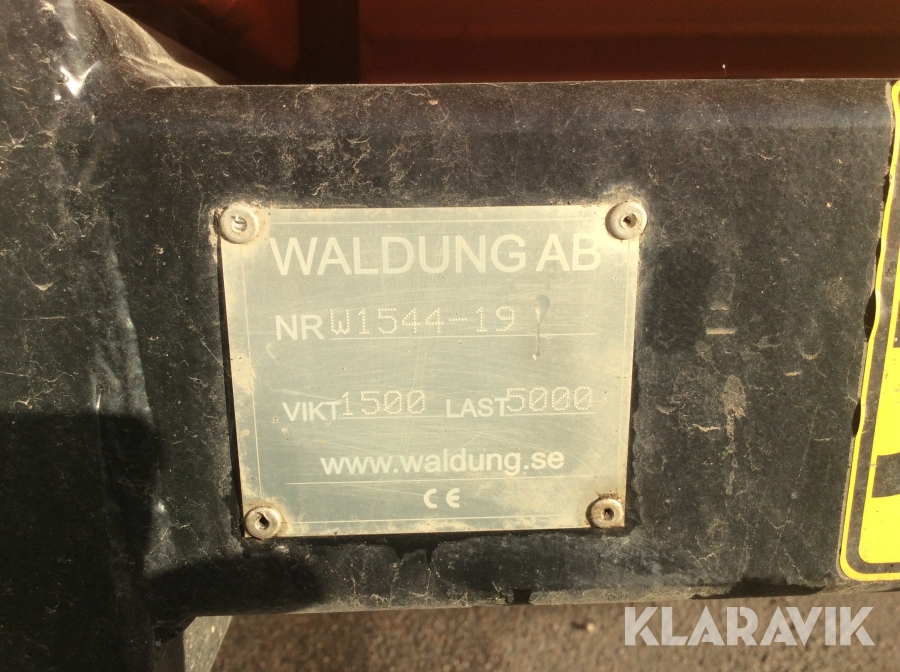 WALDUNG AB
NR W1544-19
VIKT 1500 LAST 5000
www.waldung.se
CE
KLARAVIK